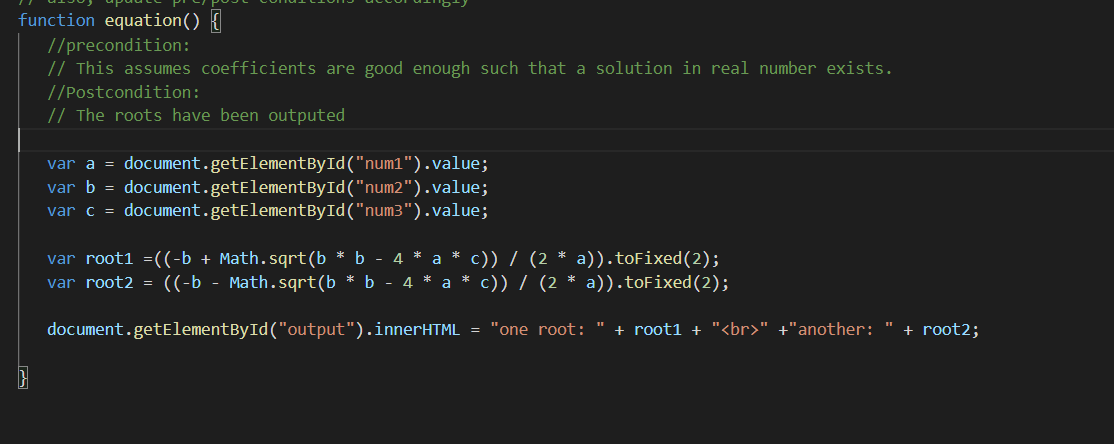 // also, update pre/post conditions accordingly
function equation() {
//precondition:
// This assumes coefficients are good enough such that a solution in real number exists.
//Postcondition:
// The roots have been outputed
var a = document.getElementById("num1").value;
var b = document.getElementById("num2").value;
var c = document.getElementById("num3").value;
var root1 =((-b + Math.sqrt(b * b - 4 * a * c)) / (2 * a)).toFixed(2);
var root2 = ((-b - Math.sqrt(b * b - 4 * a * c)) / (2 * a)).toFixed(2);
document.getElementById("output").innerHTML = "one root: " + root1 + "<br>" +"another: " + root2;
}